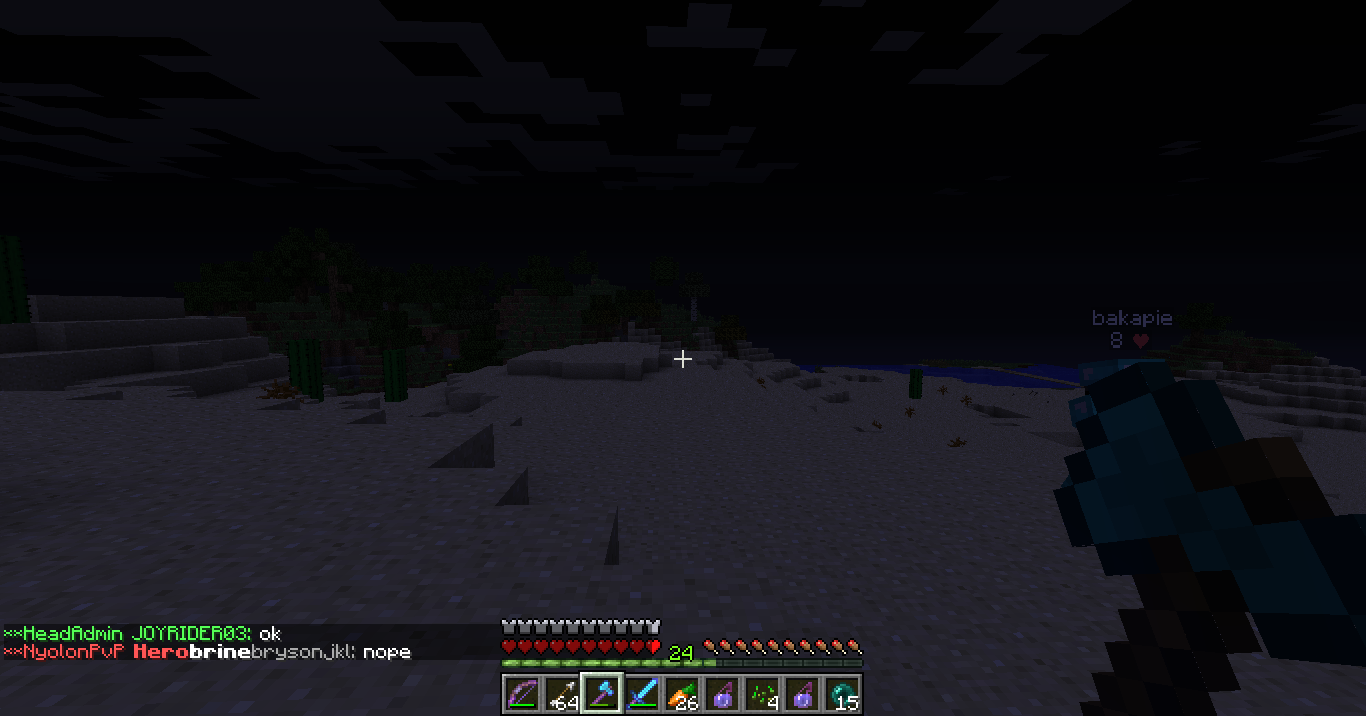 bakapie
8 ❤
**HeadAdmin JOYRIDER03: ok
**NyolonPvP Herobrinebrysonjkl: nope
24
64 26 4 15